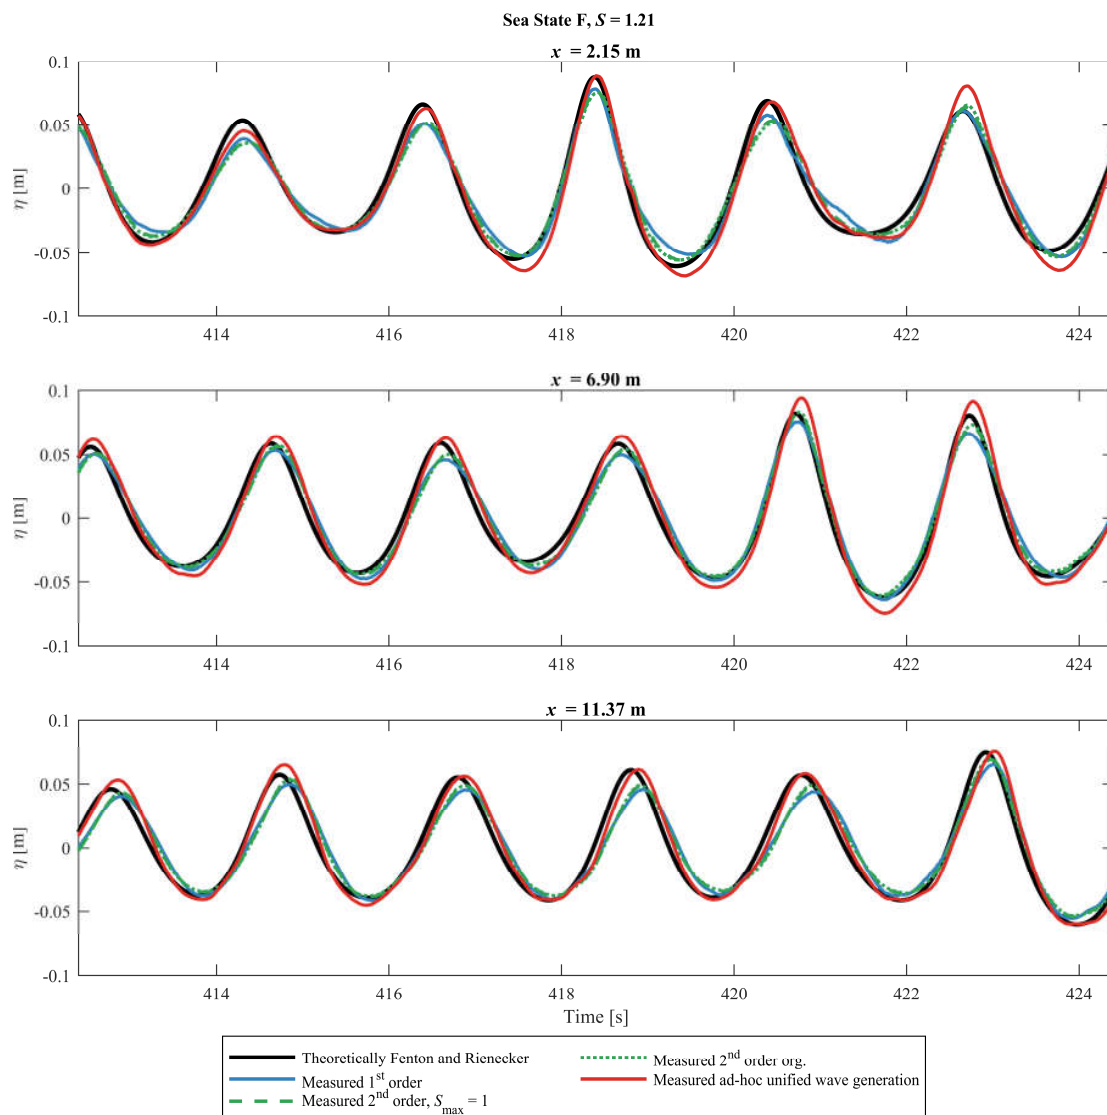 Sea State F, S = 1.21
x = 2.15 m
0.1
0.05
0
-0.05
-0.1
η [m]
414 416 418 420 422 424
x = 6.90 m
0.1
0.05
0
-0.05
-0.1
η [m]
414 416 418 420 422 424
x = 11.37 m
0.1
0.05
0
-0.05
-0.1
η [m]
414 416 418 420 422 424
Time [s]
Theoretically Fenton and Rienecker
Measured 1st order
Measured 2nd order, Smax = 1
Measured 2nd order org.
Measured ad-hoc unified wave generation